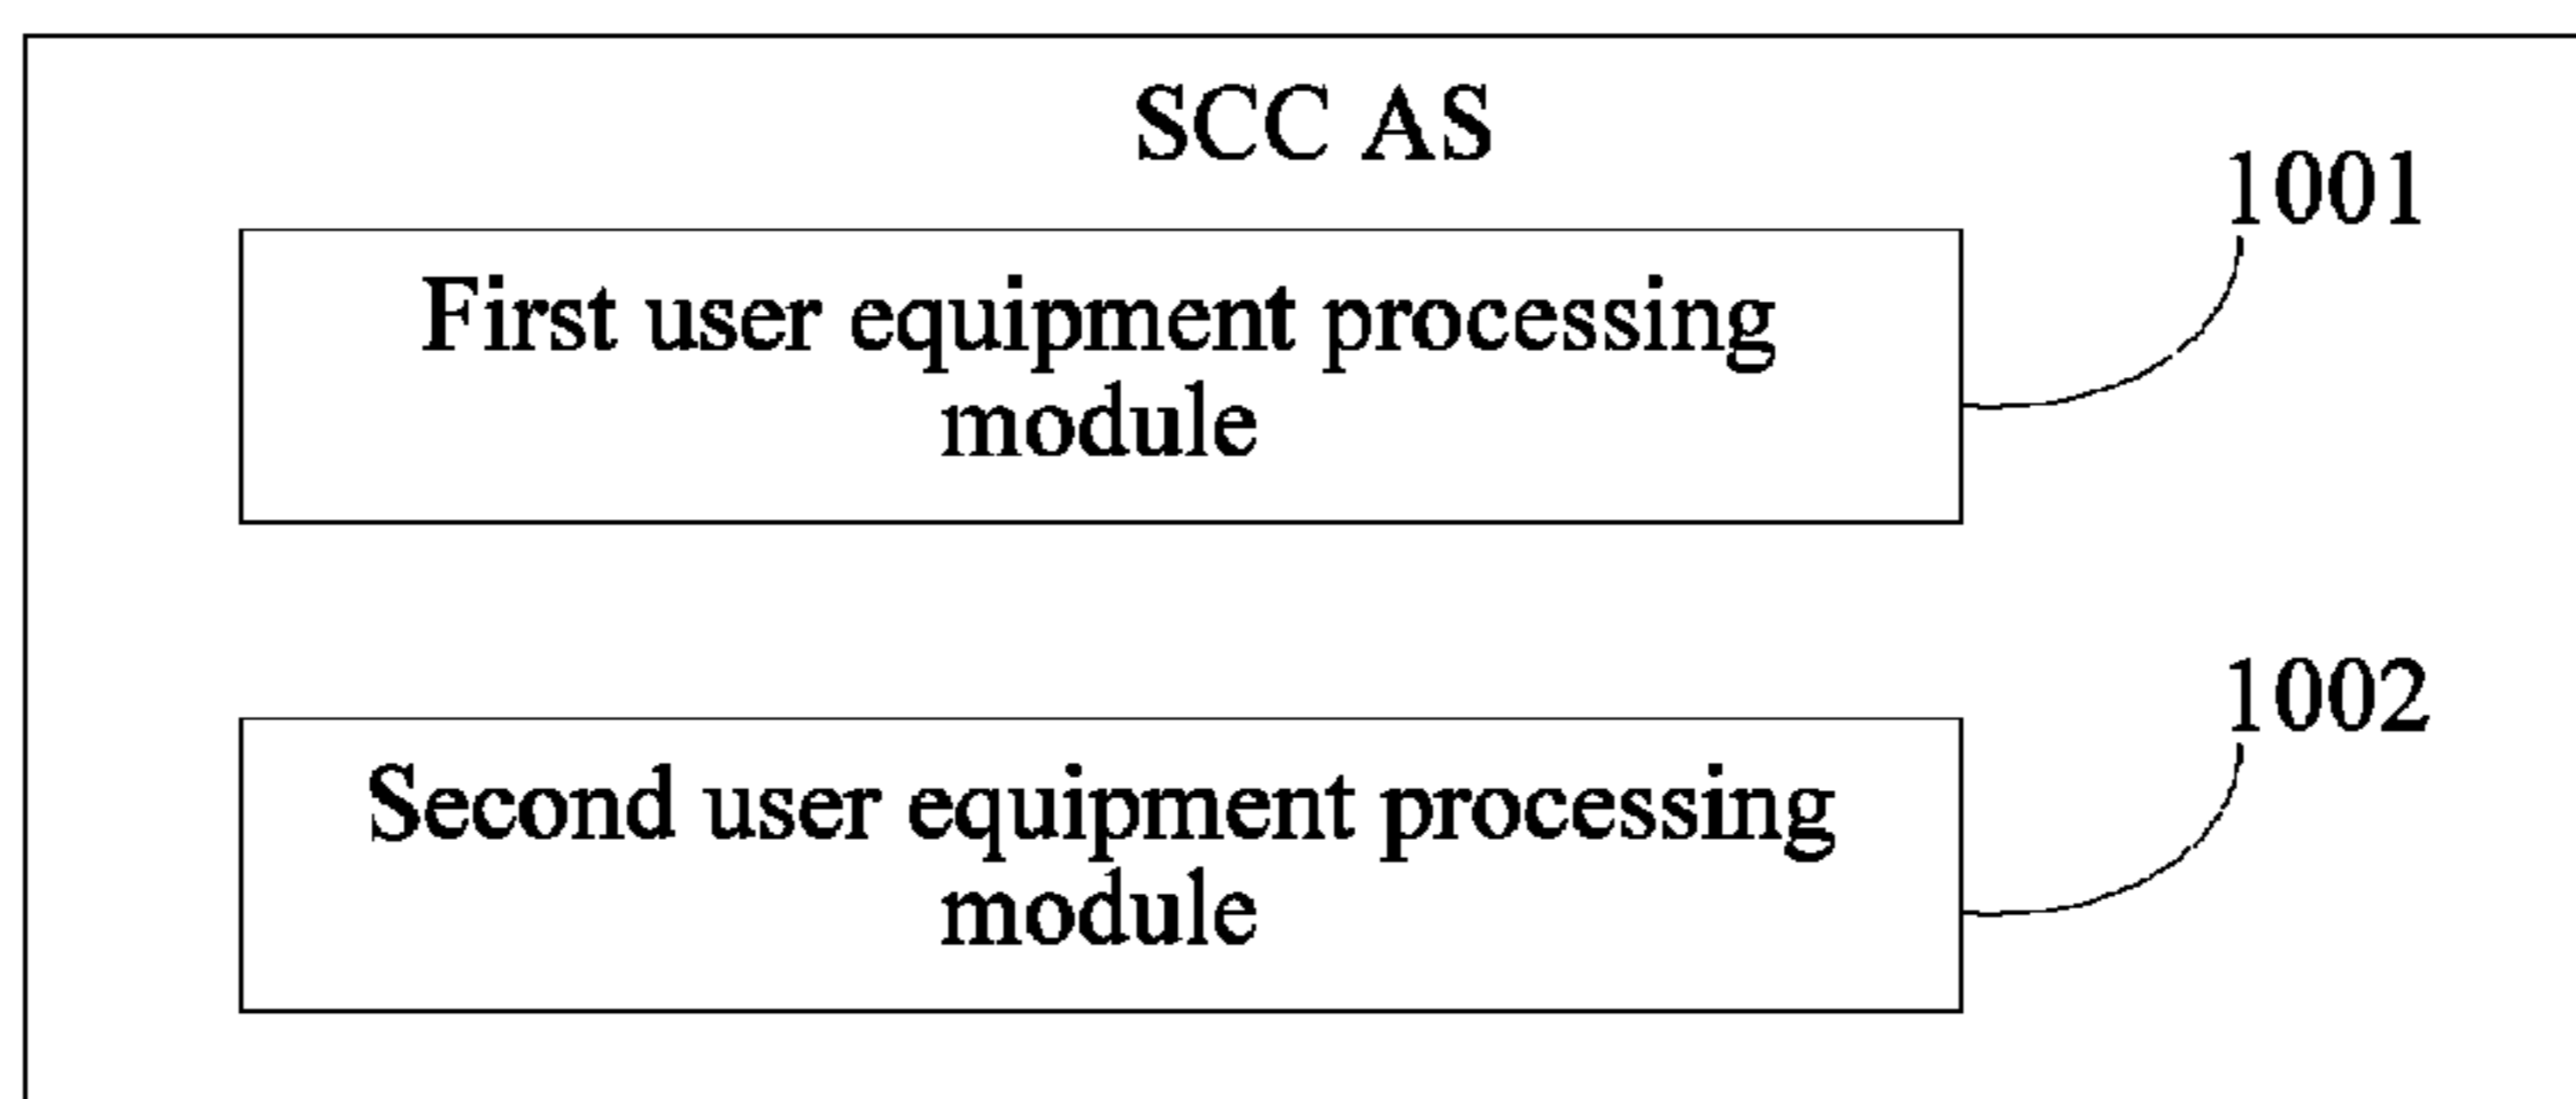 SCC AS
1001
First user equipment processing
module
1002
Second user equipment processing
module